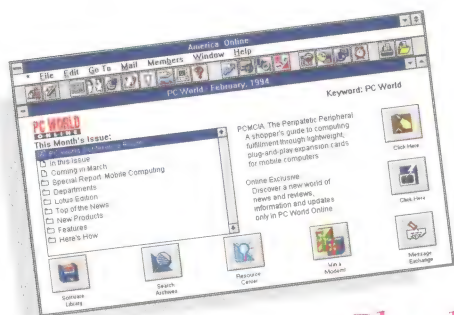 America Online
File Edit Go To Mail Members Window Help
PC World - February, 1994
Keyword: PC World
PC WORLD
ONLINE
This Month's Issue:
In this Issue
Coming in March
Special Report: Mobile Computing
Departments
Lotus Edition
Top of the News
New Products
Features
Here's How
PCMCIA: The Peripatetic Peripheral
A shopper's guide to computing
fulfillment through lightweight,
plug-and-play expansion cards
for mobile computers
Online Exclusive
Discover a new world of
news and reviews,
information and updates
only in PC World Online
Click Here
Click Here
Software
Library
Search
Archives
Resource
Center
Win a
Modem!
Message
Exchange